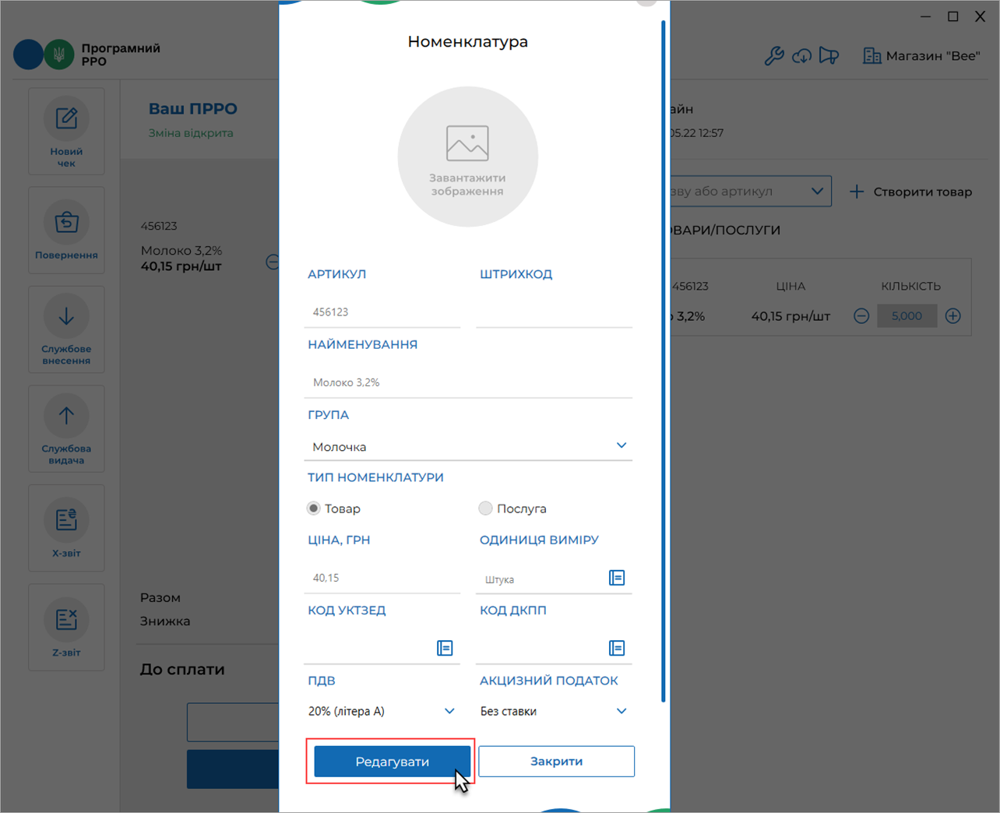 Програмний
РРО
Магазин "Bee"
Новий
чек
Повернення
Службове
внесення
Службова
видача
X-звіт
Z-звіт
Ваш ПРРО
Зміна відкрита
456123
Молоко 3,2%
40,15 грн/шт
Разом
Знижка
До сплати
Номенклатура
Завантажити
зображення
АРТИКУЛ
ШТРИХКОД
456123
НАЙМЕНУВАННЯ
Молоко 3,2%
ГРУПА
Молочка
ТИП НОМЕНКЛАТУРИ
Товар
Послуга
ЦІНА, ГРН
ОДИНИЦЯ ВИМІРУ
40,15
Штука
КОД УКТЗЕД
КОД ДКПП
ПДВ
АКЦИЗНИЙ ПОДАТОК
20% (літера А)
Без ставки
Редагувати
Закрити
айн
05.22 12:57
зву або артикул
Створити товар
ОВАРИ/ПОСЛУГИ
456123
ЦІНА
КІЛЬКІСТЬ
3,2%
40,15 грн/шт
5,000